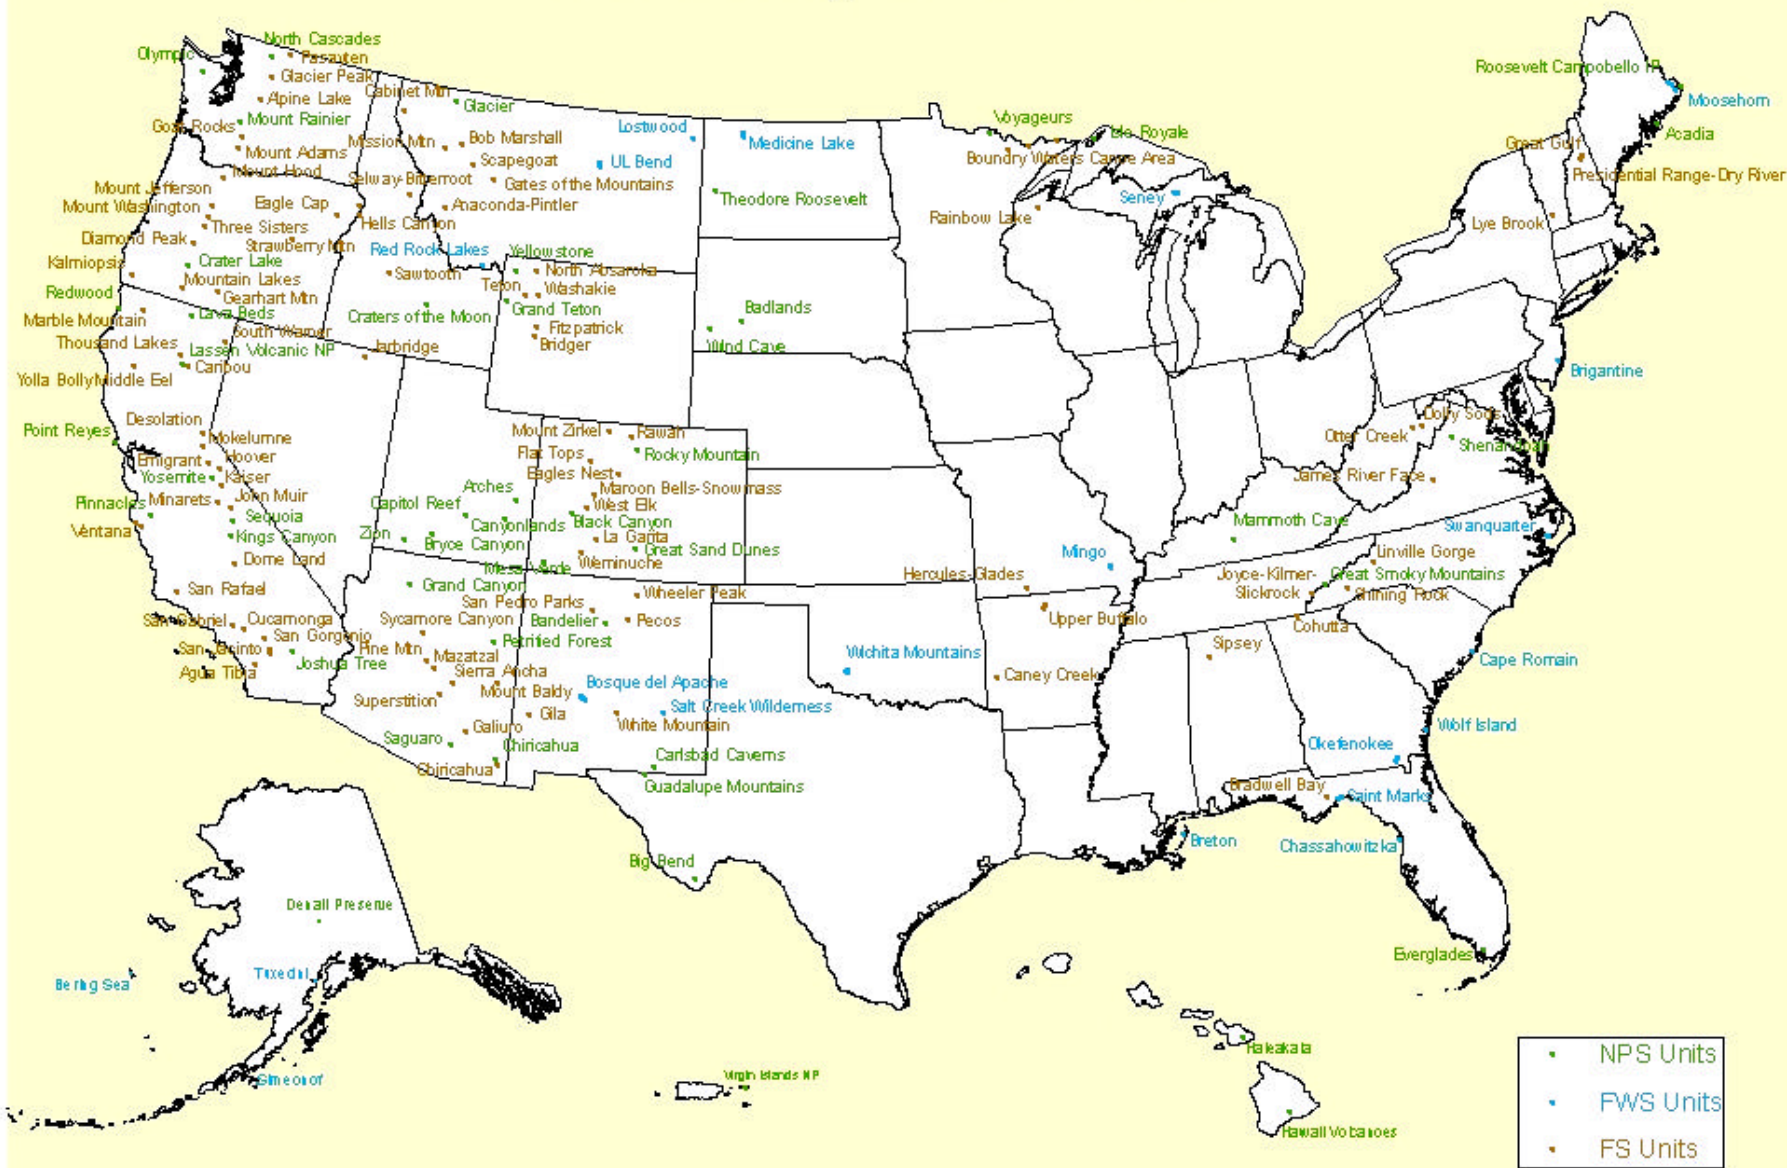 North Cascades
Olympic
Pasayten
Glacier Peak
Alpine Lake
Mount Rainier
Goat Rocks
Mount Adams
Mount Hood
Mount Jefferson
Mount Washington
Eagle Cap
Three Sisters
Diamond Peak
Strawberry Mtn
Kalmiopsis
Crater Lake
Mountain Lakes
Gearhart Mtn
Redwood
Lava Beds
Marble Mountain
South Warner
Thousand Lakes
Lassen Volcanic NP
Caribou
Yolla BollyMiddle Eel
Desolation
Point Reyes
Mokelumne
Hoover
Emigrant
Yosemite
Kaiser
Pinnacles
Minarets
John Muir
Sequoia
Ventana
Kings Canyon
Dome Land
San Rafael
San Gabriel
Cucamonga
San Gorgonio
San Jacinto
Joshua Tree
Agua Tibia
Cabinet Mtn
Glacier
Mission Mtn
Bob Marshall
Scapegoat
Selway-Bitterroot
Gates of the Mountains
Anaconda-Pintler
Hells Canyon
Red Rock Lakes
Sawtooth
Craters of the Moon
Jarbridge
Lostwood
Medicine Lake
UL Bend
Theodore Roosevelt
Yellowstone
North Absaroka
Teton
Washakie
Grand Teton
Fitzpatrick
Bridger
Badlands
Wind Cave
Mount Zirkel
Rawah
Flat Tops
Rocky Mountain
Eagles Nest
Arches
Maroon Bells-Snowmass
Capitol Reef
West Elk
Canyonlands
Black Canyon
Zion
Bryce Canyon
La Garita
Great Sand Dunes
Mesa Verde
Weminuche
Grand Canyon
Wheeler Peak
San Pedro Parks
Sycamore Canyon
Bandelier
Pecos
Petrified Forest
Pine Mtn
Mazatzal
Sierra Ancha
Superstition
Mount Baldy
Bosque del Apache
Gila
Salt Creek Wilderness
White Mountain
Galiuro
Saguaro
Chiricahua
Chiricahua
Carlsbad Caverns
Guadalupe Mountains
Big Bend
Wichita Mountains
Voyageurs
Isle Royale
Boundry Waters Canoe Area
Rainbow Lake
Seney
Mingo
Hercules-Glades
Upper Buffalo
Caney Creek
Mammoth Cave
Sipsey
Cohutta
Joyce-Kilmer-
Slickrock
Great Smoky Mountains
Shining Rock
Linville Gorge
Swanquarter
Cape Romain
Wolf Island
Okefenokee
Bradwell Bay
Saint Marks
Breton
Chassahowitzka
Everglades
Roosevelt Campobello IP
Moosehorn
Acadia
Great Gulf
Presidential Range-Dry River
Lye Brook
Brigantine
Dolly Sods
Otter Creek
Shenandoah
James River Face
Denali Preserve
Bering Sea
Tuxedni
Simeonof
Virgin Islands NP
Haleakala
Hawaii Volcanoes
NPS Units
FWS Units
FS Units